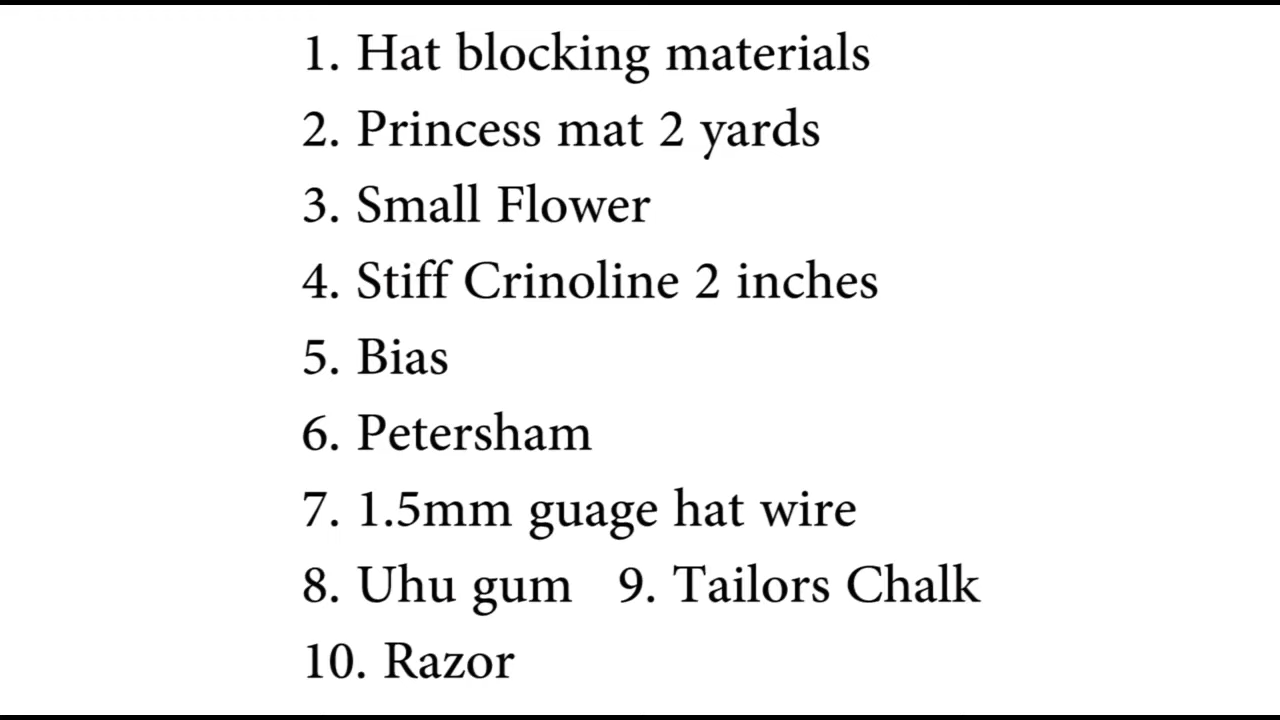 1. Hat blocking materials
2. Princess mat 2 yards
3. Small Flower
4. Stiff Crinoline 2 inches
5. Bias
6. Petersham
7. 1.5mm guage hat wire
8. Uhu gum   9. Tailors Chalk
10. Razor